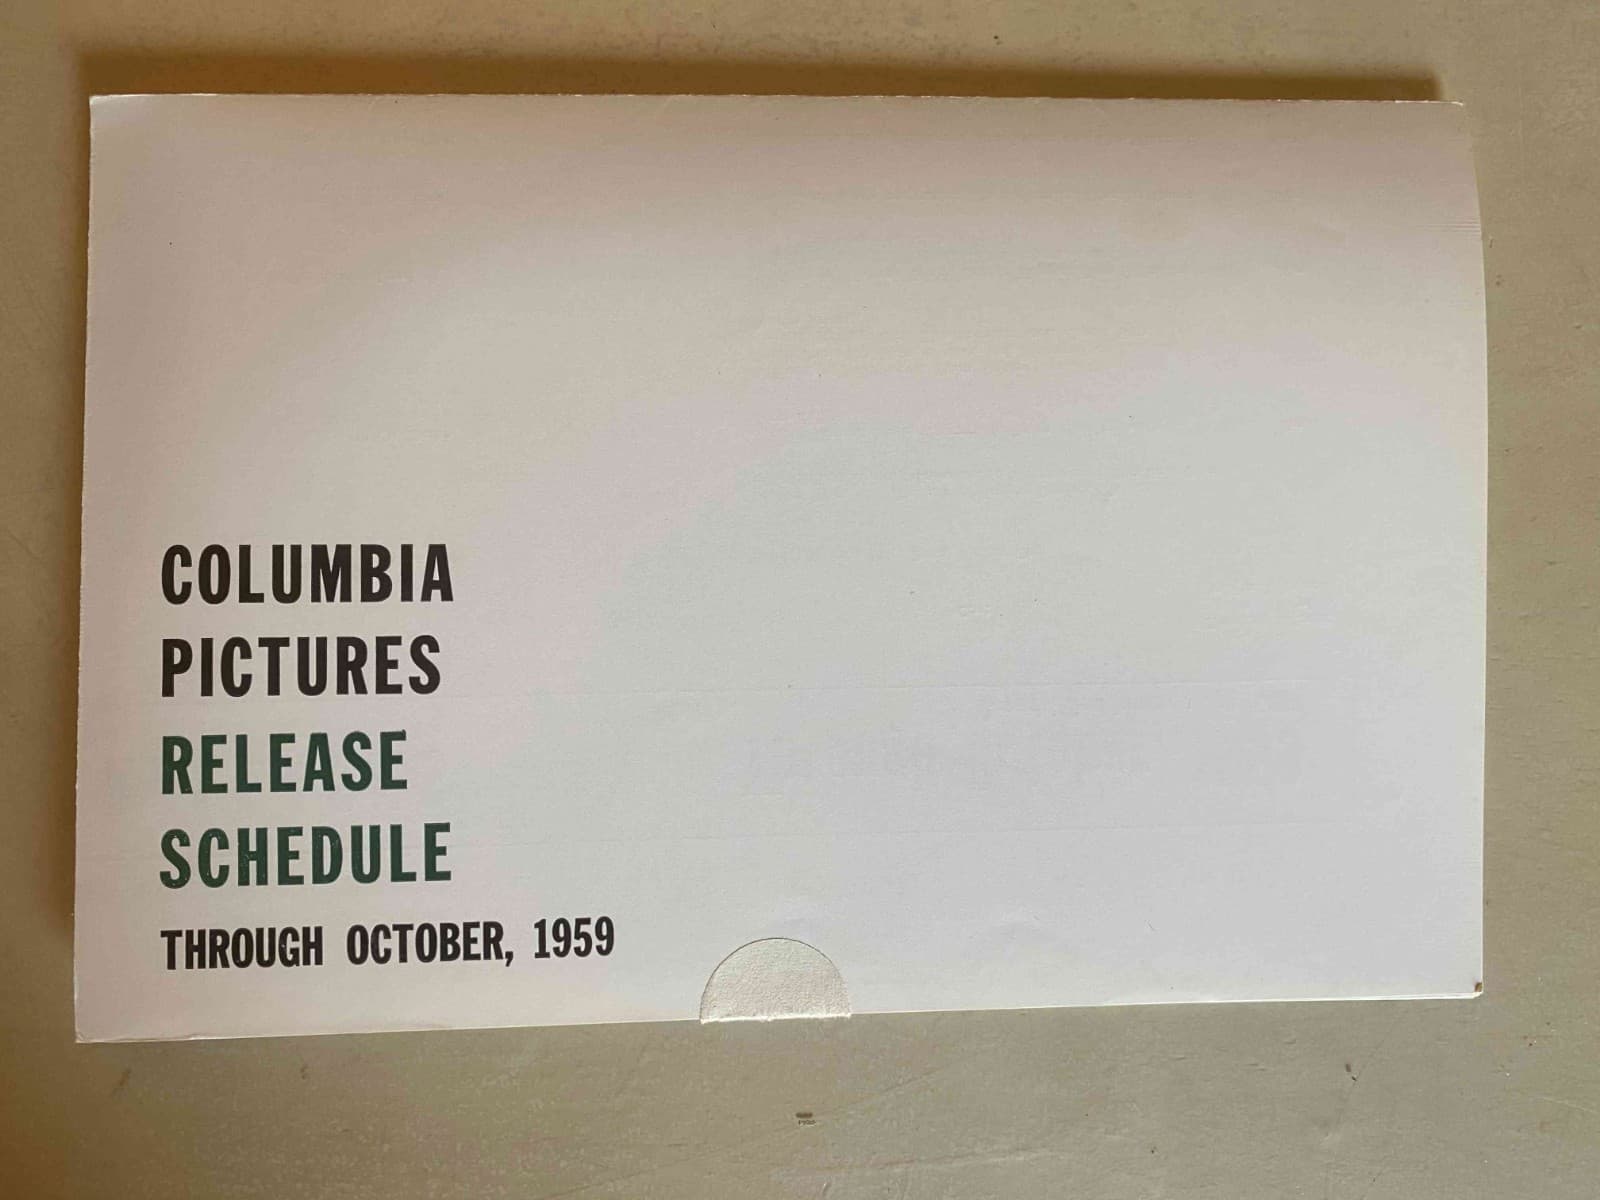 COLUMBIA
PICTURES
RELEASE
SCHEDULE
THROUGH OCTOBER, 1959